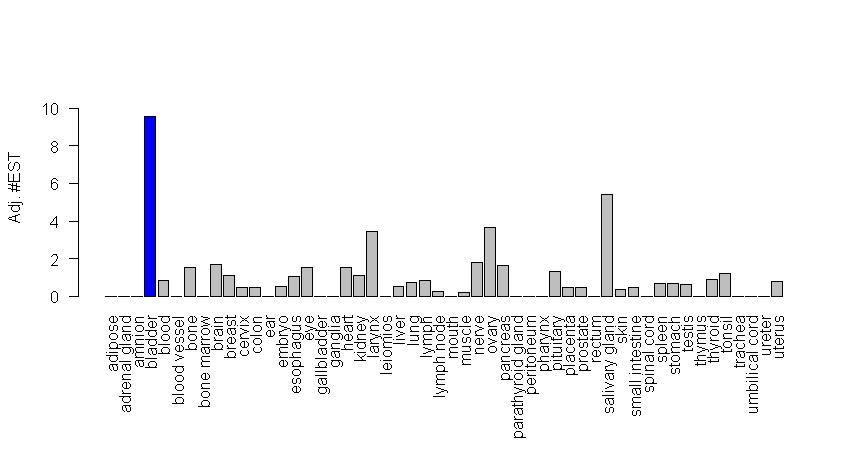 Adj. #EST
10
8
6
4
2
0
adipose
adrenal gland
amnion
bladder
blood
blood vessel
bone
bone marrow
brain
breast
cervix
colon
ear
embryo
esophagus
eye
gallbladder
ganglia
heart
kidney
larynx
leiomios
liver
lung
lymph
lymph node
mouth
muscle
nerve
ovary
pancreas
parathyroid gland
peritoneum
pharynx
pituitary
placenta
prostate
rectum
salivary gland
skin
small intestine
spinal cord
spleen
stomach
testis
thymus
thyroid
tonsil
trachea
umbilical cord
ureter
uterus